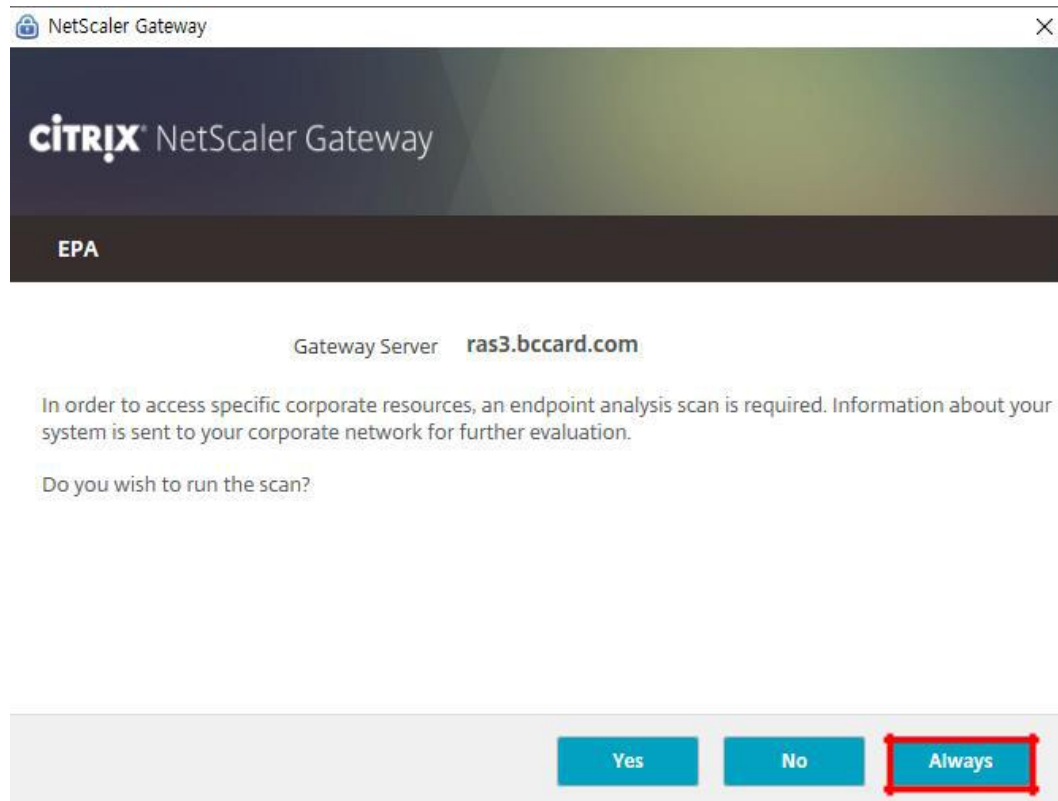 NetScaler Gateway
CİTRIX NetScaler Gateway
EPA
Gateway Server ras3.bccard.com
In order to access specific corporate resources, an endpoint analysis scan is required. Information about your
system is sent to your corporate network for further evaluation.
Do you wish to run the scan?
Yes No Always